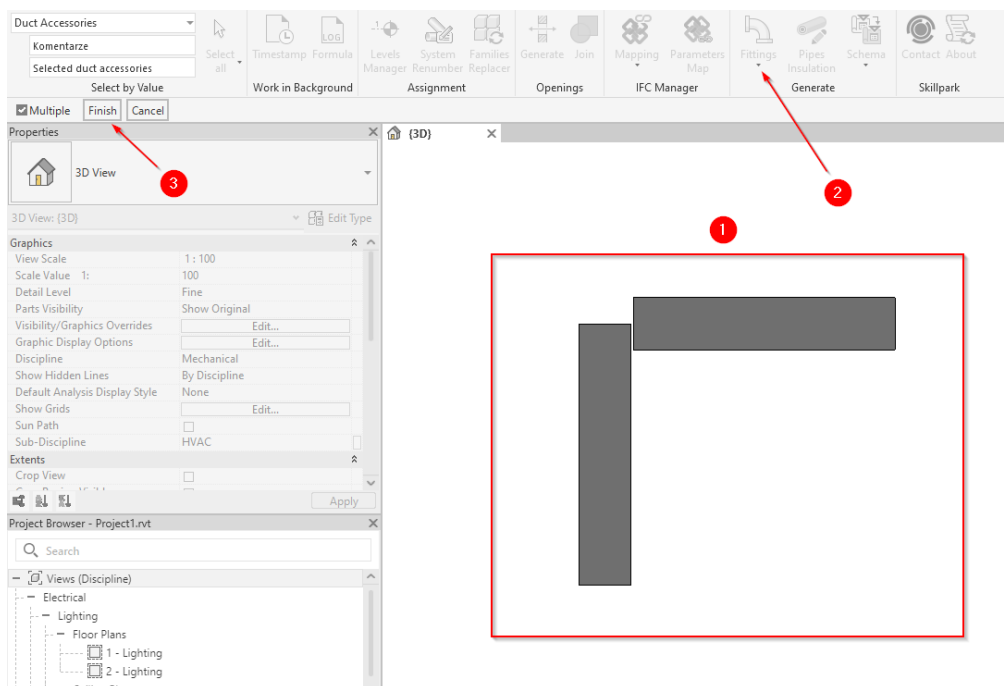 Duct Accessories
Komentarze
Selected duct accessories
Select by Value
Select all
Timestamp Formula
Work in Background
Levels Manager
System Renumber
Families Replacer
Assignment
Generate Join
Openings
Mapping
Parameters Map
IFC Manager
Fittings
Pipes Insulation
Schema
Generate
Contact About
Skillpark
LOG
Multiple Finish Cancel
Properties
{3D}
3D View
3
2
1
3D View: {3D} Edit Type
Graphics
View Scale 1 : 100
Scale Value 1: 100
Detail Level Fine
Parts Visibility Show Original
Visibility/Graphics Overrides Edit...
Graphic Display Options Edit...
Discipline Mechanical
Show Hidden Lines By Discipline
Default Analysis Display Style None
Show Grids Edit...
Sun Path
Sub-Discipline HVAC
Extents
Crop View
Apply
Project Browser - Project1.rvt
Search
Views (Discipline)
Electrical
Lighting
Floor Plans
1 - Lighting
2 - Lighting